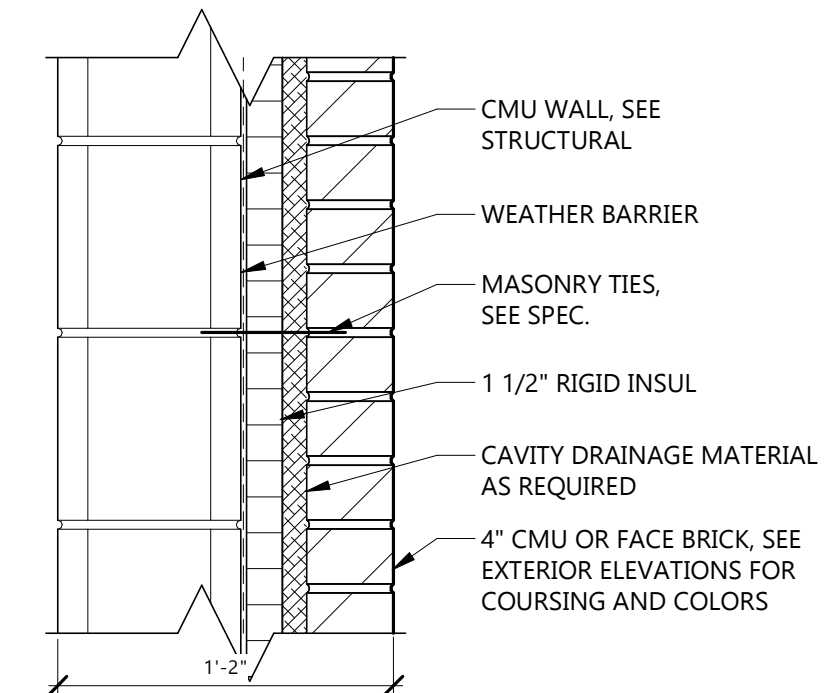 CMU WALL, SEE
STRUCTURAL
WEATHER BARRIER
MASONRY TIES,
SEE SPEC.
1 1/2" RIGID INSUL
CAVITY DRAINAGE MATERIAL
AS REQUIRED
4" CMU OR FACE BRICK, SEE
EXTERIOR ELEVATIONS FOR
COURSING AND COLORS
1'-2"